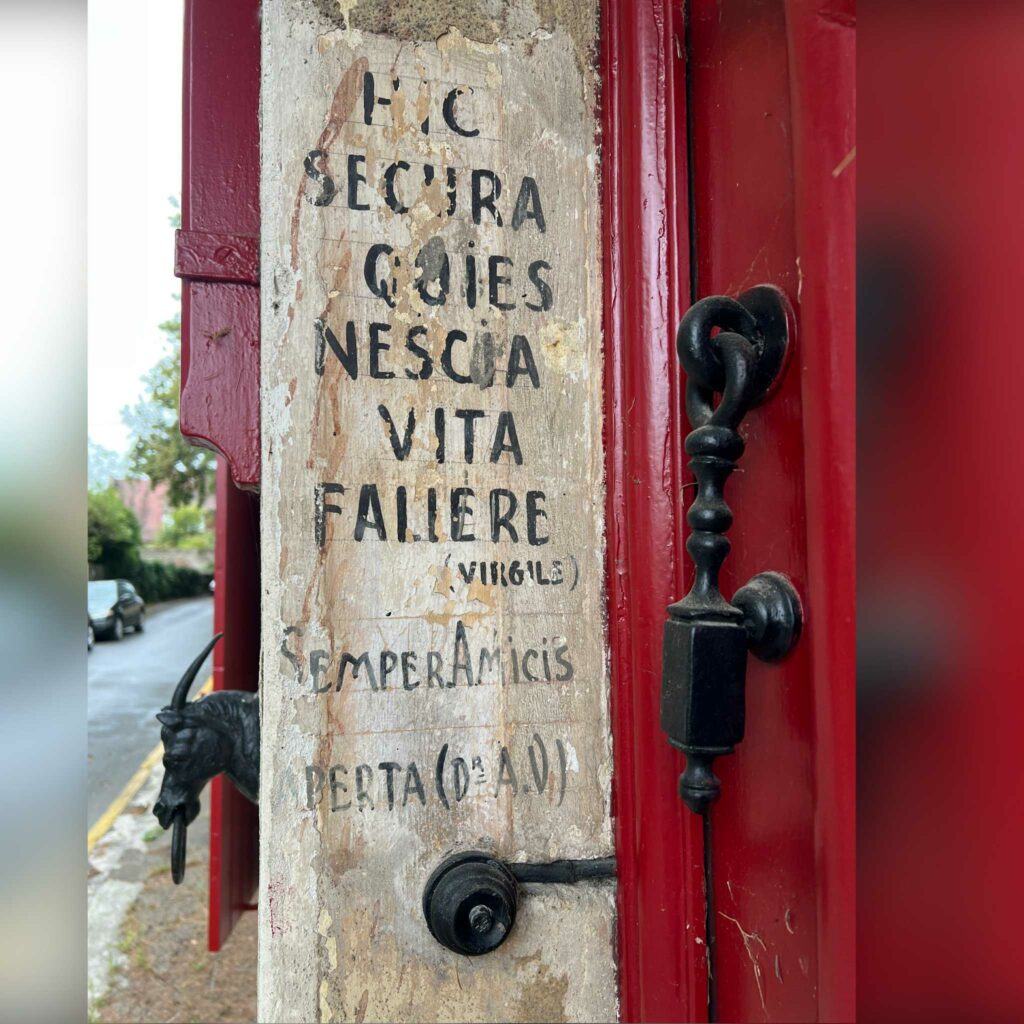 HIC
SECURA
QUIES
NESCIA
VITA
FALLERE
(VIRGILE)
SEMPER AMICIS
APERTA (DR A.D)